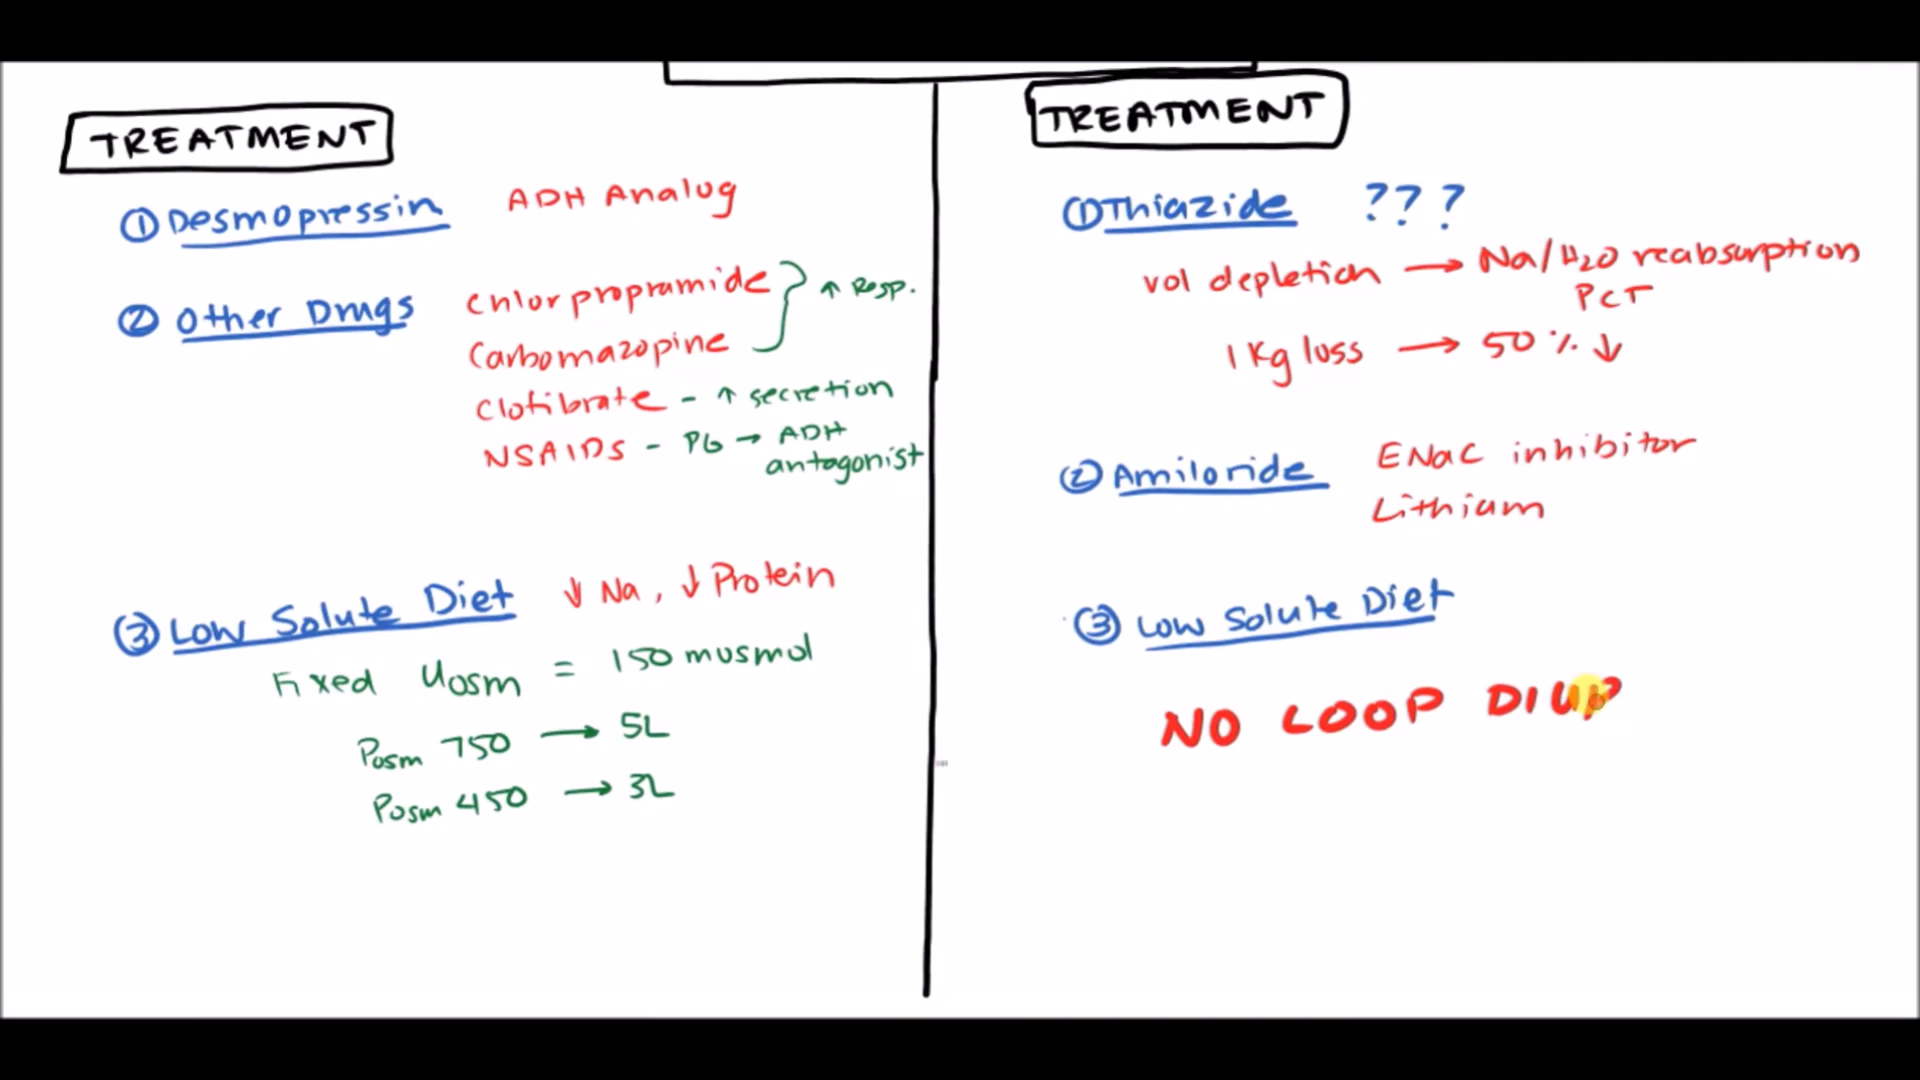 TREATMENT
① Desmopressin ADH Analog
② Other Drugs Chlorpropramide ↑ Resp.
Carbomazopine
Clofibrate - ↑ secretion
NSAIDS - PG → ADH
antagonist
③ Low Solute Diet ↓ Na, ↓ Protein
Fixed Uosm = 150 mosmol
Posm 750 → 5L
Posm 450 → 3L
TREATMENT
① Thiazide ???
vol depletion → Na/H2O reabsorption
PCT
1 Kg loss → 50 % ↓
② Amiloride ENaC inhibitor
Lithium
③ Low Solute Diet
NO LOOP DIUR